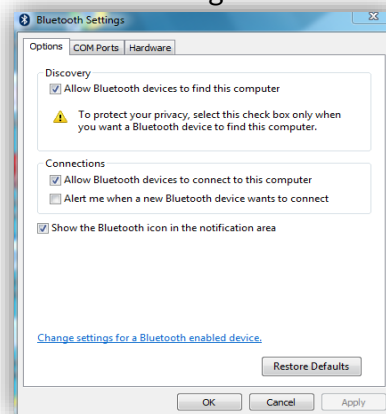 Bluetooth Settings
Options COM Ports Hardware
Discovery
Allow Bluetooth devices to find this computer
To protect your privacy, select this check box only when
you want a Bluetooth device to find this computer.
Connections
Allow Bluetooth devices to connect to this computer
Alert me when a new Bluetooth device wants to connect
Show the Bluetooth icon in the notification area
Change settings for a Bluetooth enabled device.
Restore Defaults
OK Cancel Apply